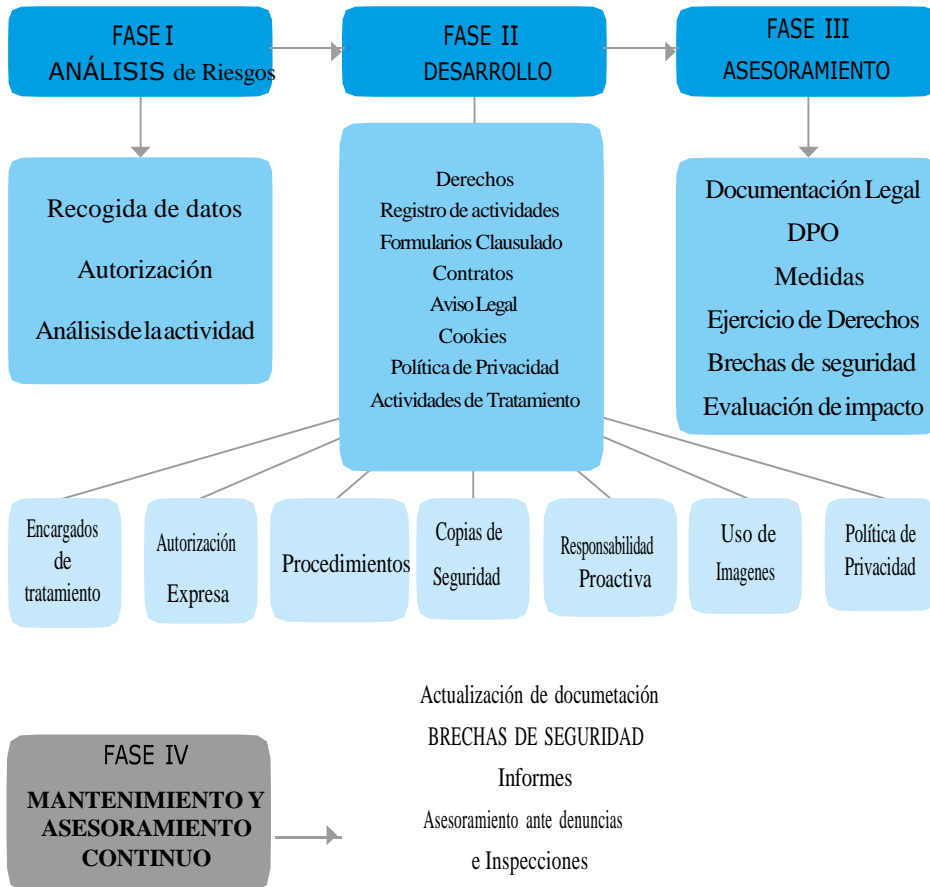 FASE I
ANÁLISIS de Riesgos
FASE II
DESARROLLO
FASE III
ASESORAMIENTO
Recogida de datos
Autorización
Análisis de la actividad
Derechos
Registro de actividades
Formularios Clausulado
Contratos
Aviso Legal
Cookies
Política de Privacidad
Actividades de Tratamiento
Documentación Legal
DPO
Medidas
Ejercicio de Derechos
Brechas de seguridad
Evaluación de impacto
Encargados
de
tratamiento
Autorización
Expresa
Procedimientos
Copias de
Seguridad
Responsabilidad
Proactiva
Uso de
Imagenes
Política de
Privacidad
FASE IV
MANTENIMIENTO Y
ASESORAMIENTO
CONTINUO
Actualización de documetación
BRECHAS DE SEGURIDAD
Informes
Asesoramiento ante denuncias
e Inspecciones